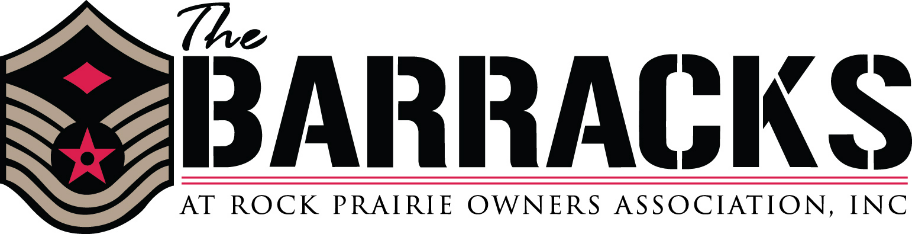 The
BARRACKS
AT ROCK PRAIRIE OWNERS ASSOCIATION, INC